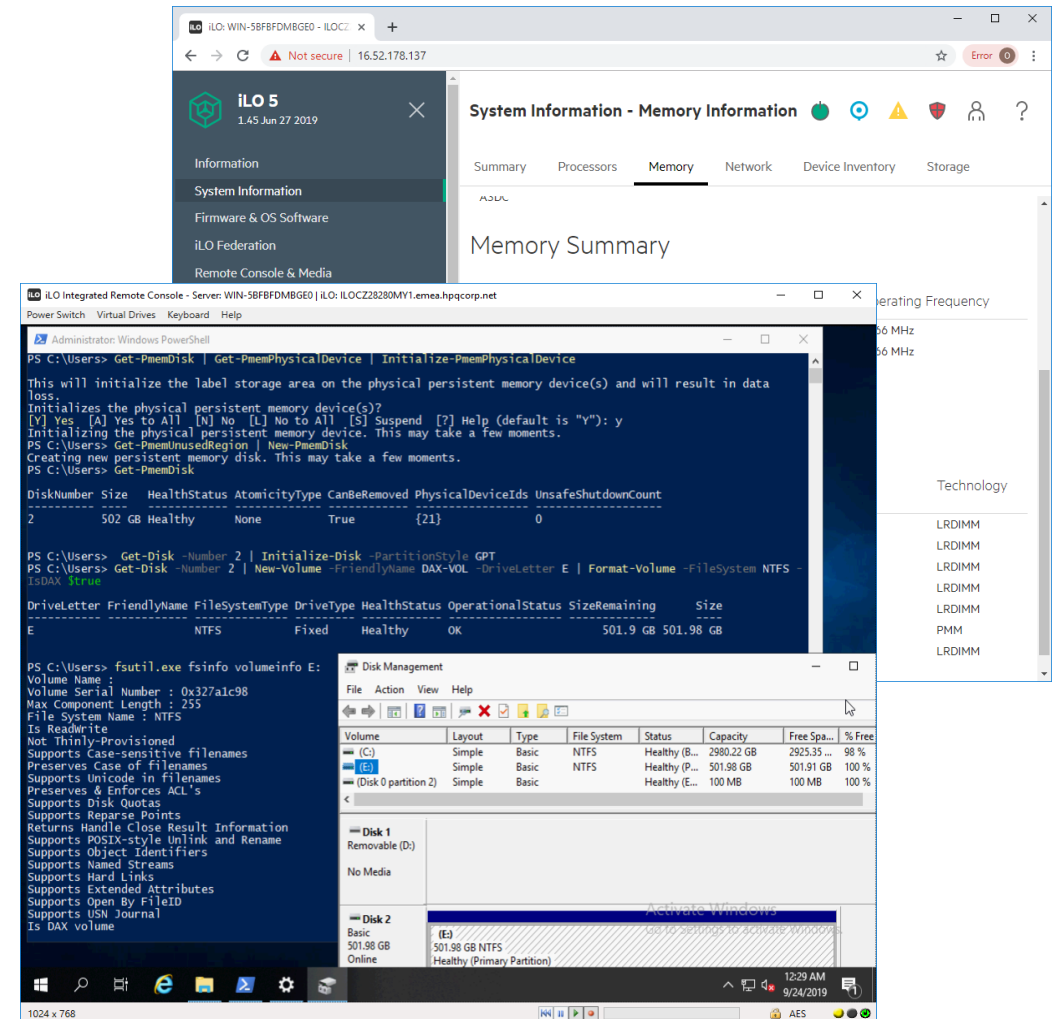 iLO: WIN-5BFBFDMBGE0 - ILOCZ
Not secure | 16.52.178.137
Error
iLO 5
1.45 Jun 27 2019
System Information - Memory Information
Information
System Information
Firmware & OS Software
iLO Federation
Remote Console & Media
Summary Processors Memory Network Device Inventory Storage
Memory Summary
Operating Frequency
66 MHz
66 MHz
Technology
LRDIMM
LRDIMM
LRDIMM
LRDIMM
LRDIMM
PMM
LRDIMM
iLO Integrated Remote Console - Server: WIN-5BFBFDMBGE0 | iLO: ILOCZ28280MY1.emea.hpqcorp.net
Power Switch Virtual Drives Keyboard Help
Administrator: Windows PowerShell
PS C:\Users> Get-PmemDisk | Get-PmemPhysicalDevice | Initialize-PmemPhysicalDevice
This will initialize the label storage area on the physical persistent memory device(s) and will result in data
loss.
Initializes the physical persistent memory device(s)?
[Y] Yes [A] Yes to All [N] No [L] No to All [S] Suspend [?] Help (default is "Y"): y
Initializing the physical persistent memory device. This may take a few moments.
PS C:\Users> Get-PmemUnusedRegion | New-PmemDisk
Creating new persistent memory disk. This may take a few moments.
PS C:\Users> Get-PmemDisk
DiskNumber Size HealthStatus AtomicityType CanBeRemoved PhysicalDeviceIds UnsafeShutdownCount
2 502 GB Healthy None True {21} 0
PS C:\Users> Get-Disk -Number 2 | Initialize-Disk -PartitionStyle GPT
PS C:\Users> Get-Disk -Number 2 | New-Volume -FriendlyName DAX-VOL -DriveLetter E | Format-Volume -FileSystem NTFS -
IsDAX $true
DriveLetter FriendlyName FileSystemType DriveType HealthStatus OperationalStatus SizeRemaining Size
E NTFS Fixed Healthy OK 501.9 GB 501.98 GB
PS C:\Users> fsutil.exe fsinfo volumeinfo E:
Volume Name :
Volume Serial Number : 0x327a1c98
Max Component Length : 255
File System Name : NTFS
Is ReadWrite
Not Thinly-Provisioned
Supports Case-sensitive filenames
Preserves Case of filenames
Supports Unicode in filenames
Preserves & Enforces ACL's
Supports Disk Quotas
Supports Reparse Points
Returns Handle Close Result Information
Supports POSIX-style Unlink and Rename
Supports Object Identifiers
Supports Named Streams
Supports Hard Links
Supports Extended Attributes
Supports Open By FileID
Supports USN Journal
Is DAX volume
Disk Management
File Action View Help
Volume Layout Type File System Status Capacity Free Spa... % Free
(C:) Simple Basic NTFS Healthy (B... 2980.22 GB 2925.35 ... 98 %
(E:) Simple Basic NTFS Healthy (P... 501.98 GB 501.91 GB 100 %
(Disk 0 partition 2) Simple Basic Healthy (E... 100 MB 100 MB 100 %
Disk 1
Removable (D:)
No Media
Disk 2
Basic
501.98 GB
Online
(E:)
501.98 GB NTFS
Healthy (Primary Partition)
Activate Windows
Go to Settings to activate Windows.
12:29 AM
9/24/2019
1024 x 768
AES